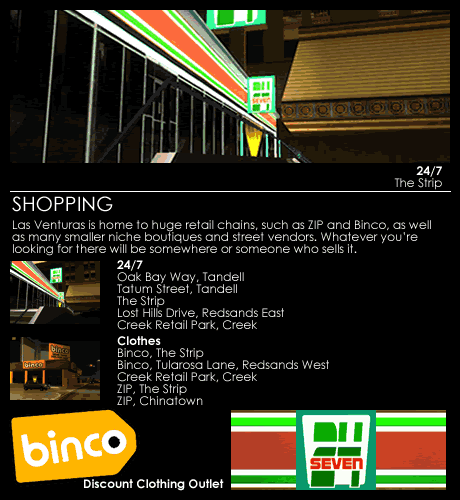 SEVEN
24/7
The Strip
SHOPPING
Las Venturas is home to huge retail chains, such as ZIP and Binco, as well
as many smaller niche boutiques and street vendors. Whatever you're
looking for there will be somewhere or someone who sells it.
24/7
Oak Bay Way, Tandell
Tatum Street, Tandell
The Strip
Lost Hills Drive, Redsands East
Creek Retail Park, Creek
Clothes
Binco, The Strip
Binco, Tularosa Lane, Redsands West
Creek Retail Park, Creek
ZIP, The Strip
ZIP, Chinatown
binco
binco
Discount Clothing Outlet
24
SEVEN